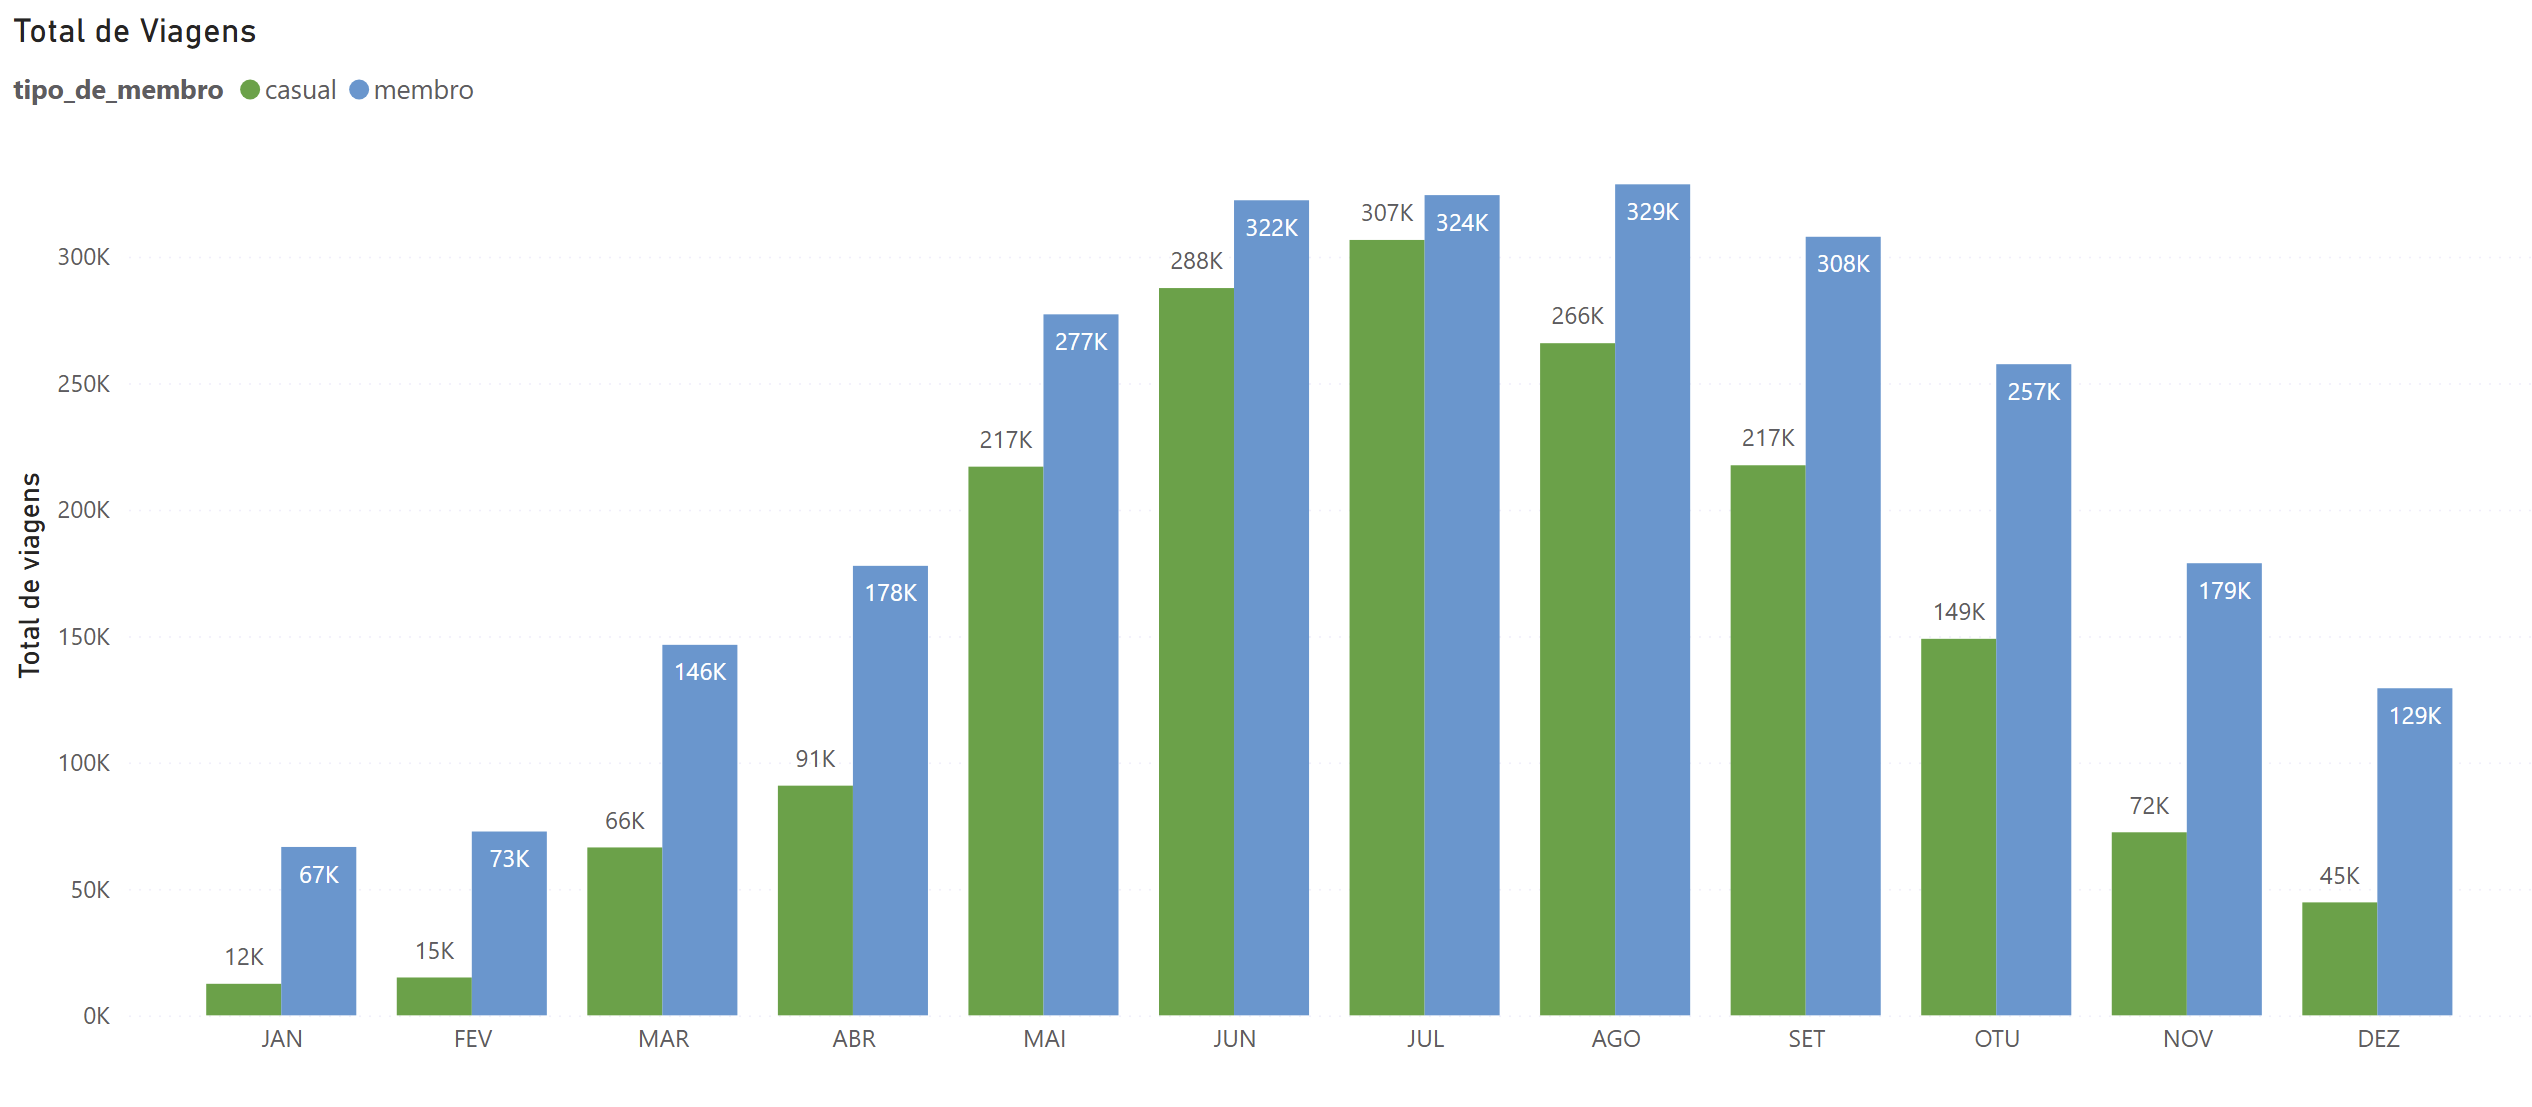 Total de Viagens
tipo_de_membro casual membro
Total de viagens
300K
250K
200K
150K
100K
50K
0K
12K 67K
15K 73K
66K 146K
91K 178K
217K 277K
288K 322K
307K 324K
266K 329K
217K 308K
149K 257K
72K 179K
45K 129K
JAN FEV MAR ABR MAI JUN JUL AGO SET OTU NOV DEZ